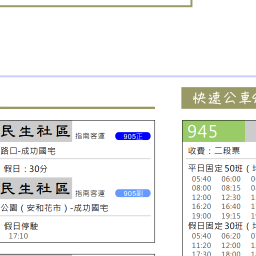 民生社區 指南客運 905正
路口-成功國宅
假日：30分
民生社區 指南客運 905副
公園（安和花市）-成功國宅
假日停駛
17:10
快速公車
945
收費：二段票
平日固定50班（
05:40 06:00
08:00 08:15
12:00 12:30
16:20 16:40
19:00 19:15
假日固定30班（
05:40 06:20
11:20 12:00
17:30 18:00